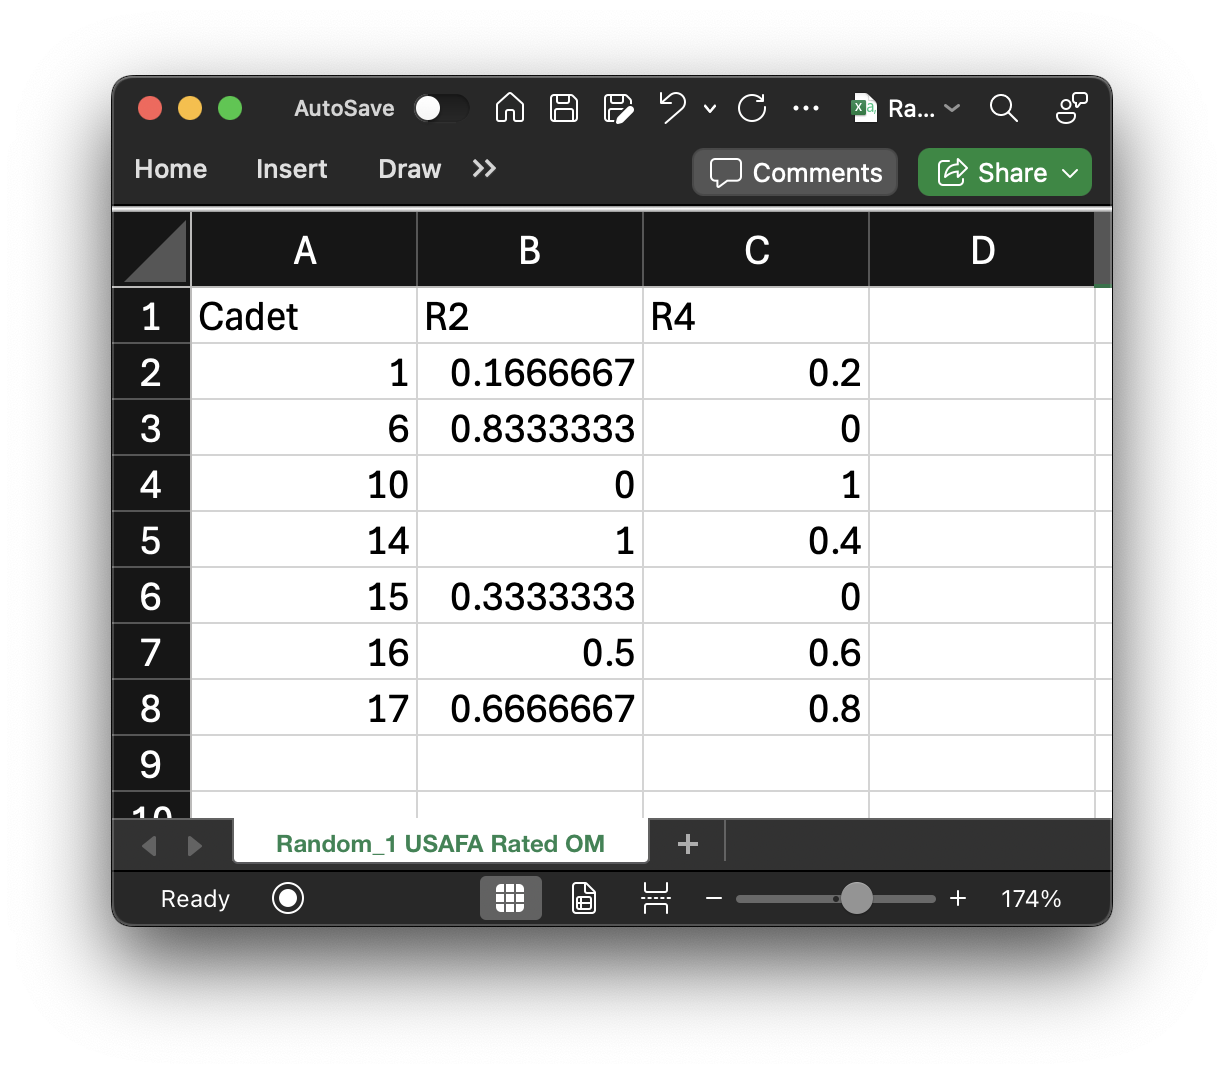 AutoSave Ra...
Home Insert Draw Comments Share
A B C D
1 Cadet R2 R4
2 1 0.1666667 0.2
3 6 0.8333333 0
4 10 0 1
5 14 1 0.4
6 15 0.3333333 0
7 16 0.5 0.6
8 17 0.6666667 0.8
9
10
Random_1 USAFA Rated OM +
Ready − + 174%